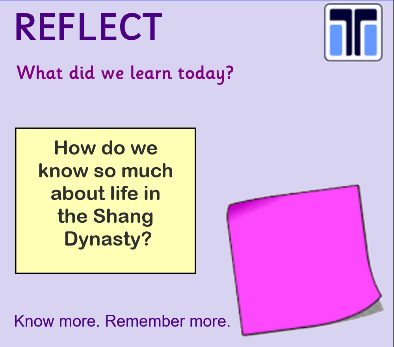 REFLECT
What did we learn today?
How do we
know so much
about life in
the Shang
Dynasty?
Know more. Remember more.